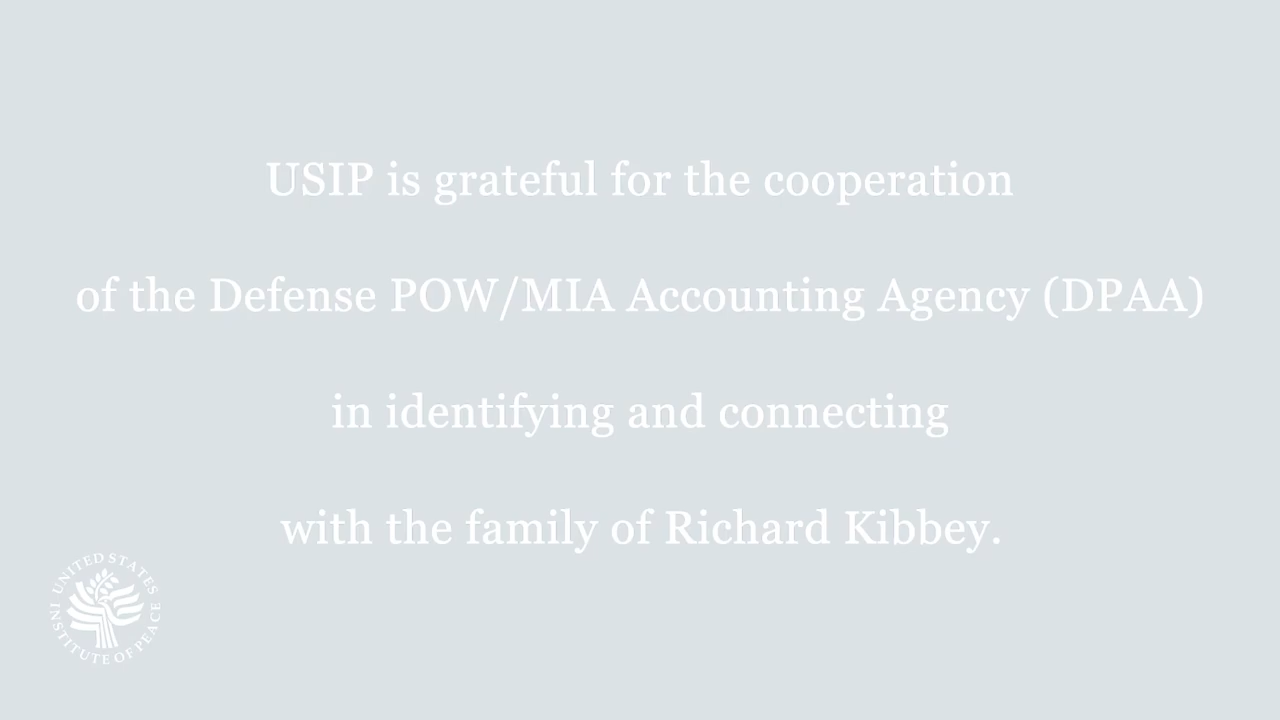 USIP is grateful for the cooperation
of the Defense POW/MIA Accounting Agency (DPAA)
in identifying and connecting
with the family of Richard Kibbey.
UNITED STATES
INSTITUTE OF PEACE